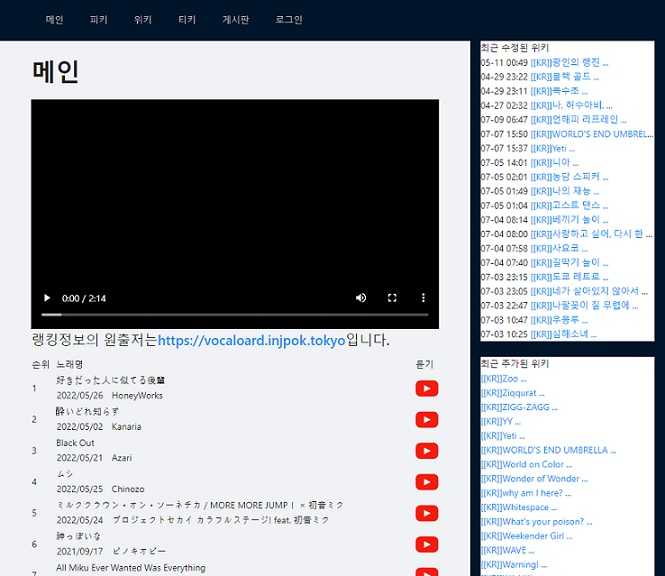 메인 피키 위키 티키 게시판 로그인
메인
0:00 / 2:14
랭킹정보의 원출저는https://vocaloard.injpok.tokyo입니다.
순위 노래명 듣기
1 好きだった人に似てる後輩
2022/05/26 HoneyWorks
2 酔いどれ知らず
2022/05/02 Kanaria
3 Black Out
2022/05/21 Azari
4 ムシ
2022/05/25 Chinozo
5 ミルククラウン・オン・ソーネチカ / MORE MORE JUMP！ × 初音ミク
2022/05/24 プロジェクトセカイ カラフルステージ! feat. 初音ミク
6 神っぽいな
2021/09/17 ピノキオピー
7 All Miku Ever Wanted Was Everything
최근 수정된 위키
05-11 00:49 [[KR]]광인의 행진 ...
04-29 23:22 [[KR]]블랙 골드 ...
04-29 23:11 [[KR]]독수조 ...
04-27 02:32 [[KR]]나, 허수아비. ...
07-09 06:47 [[KR]]언해피 리프레인 ...
07-07 15:50 [[KR]]WORLD'S END UMBREL...
07-07 15:37 [[KR]]Yeti ...
07-05 14:01 [[KR]]니아 ...
07-05 02:01 [[KR]]농담 스피커 ...
07-05 01:49 [[KR]]나의 재능 ...
07-05 01:04 [[KR]]고스트 댄스 ...
07-04 08:14 [[KR]]베끼기 놀이 ...
07-04 08:00 [[KR]]사랑하고 싶어, 다시 한 ...
07-04 07:58 [[KR]]사요코 ...
07-04 07:40 [[KR]]길막기 놀이 ...
07-03 23:15 [[KR]]도쿄 레트로 ...
07-03 23:05 [[KR]]네가 살아있지 않아서 ...
07-03 22:47 [[KR]]나팔꽃이 질 무렵에 ...
07-03 10:47 [[KR]]우롱루 ...
07-03 10:25 [[KR]]심해소녀 ...
최근 추가된 위키
[[KR]]Zoo ...
[[KR]]Ziqqurat ...
[[KR]]ZIGG-ZAGG ...
[[KR]]YY ...
[[KR]]Yeti ...
[[KR]]WORLD'S END UMBRELLA ...
[[KR]]World on Color ...
[[KR]]Wonder of Wonder ...
[[KR]]why am I here? ...
[[KR]]Whitespace ...
[[KR]]What's your poison? ...
[[KR]]Weekender Girl ...
[[KR]]WAVE ...
[[KR]]Warning! ...